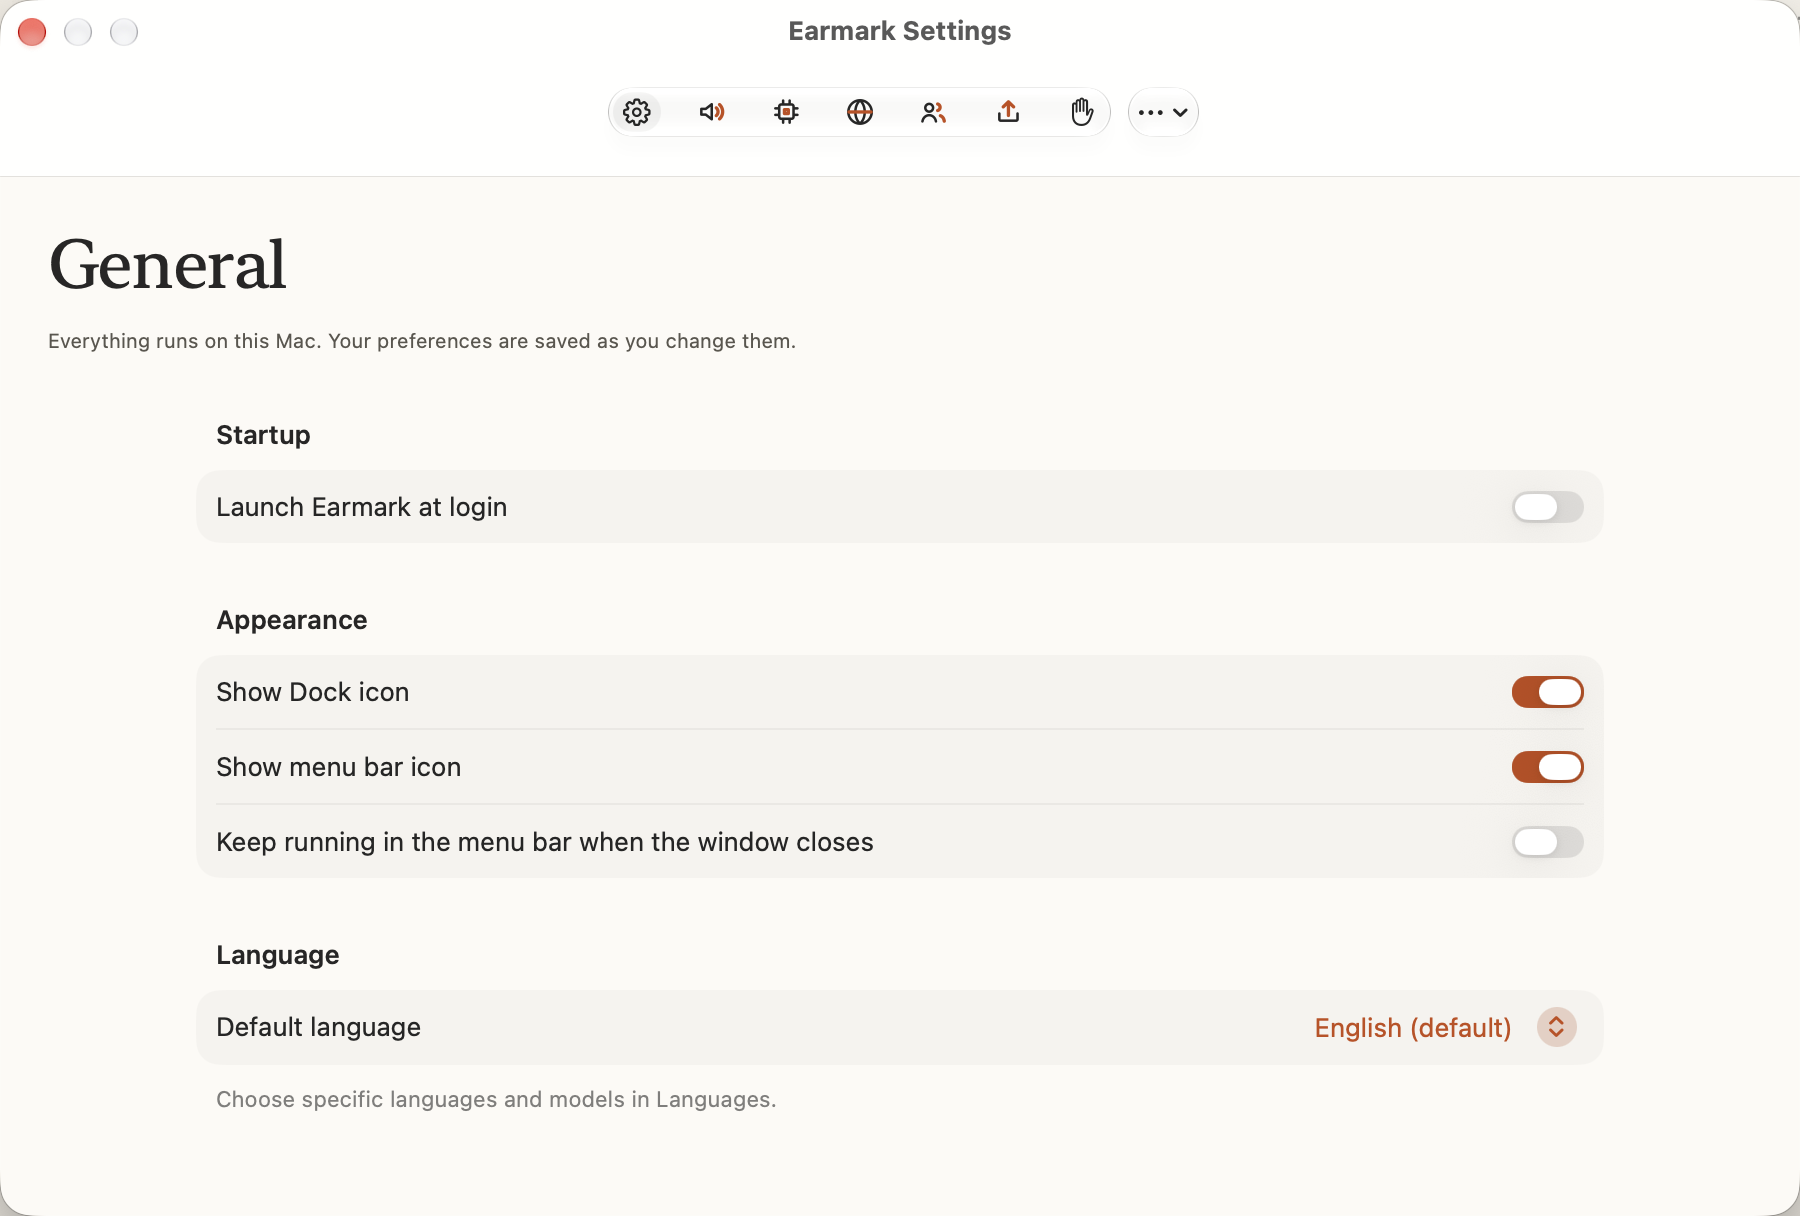 Earmark Settings
General
Everything runs on this Mac. Your preferences are saved as you change them.
Startup
Launch Earmark at login
Appearance
Show Dock icon
Show menu bar icon
Keep running in the menu bar when the window closes
Language
Default language English (default)
Choose specific languages and models in Languages.